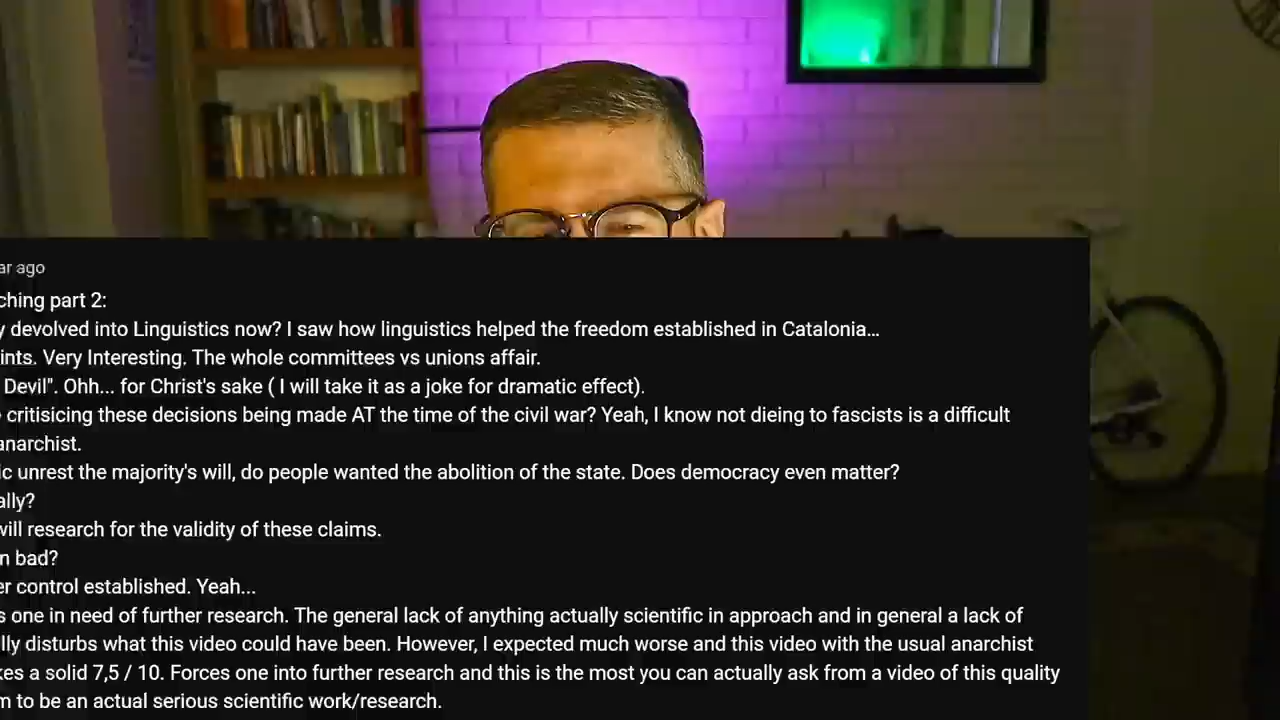 ar ago
ching part 2:
y devolved into Linguistics now? I saw how linguistics helped the freedom established in Catalonia...
ints. Very Interesting. The whole committees vs unions affair.
Devil". Ohh... for Christ's sake ( I will take it as a joke for dramatic effect).
critisicing these decisions being made AT the time of the civil war? Yeah, I know not dieing to fascists is a difficult
anarchist.
ic unrest the majority's will, do people wanted the abolition of the state. Does democracy even matter?
ally?
will research for the validity of these claims.
n bad?
er control established. Yeah...
s one in need of further research. The general lack of anything actually scientific in approach and in general a lack of
lly disturbs what this video could have been. However, I expected much worse and this video with the usual anarchist
kes a solid 7,5 / 10. Forces one into further research and this is the most you can actually ask from a video of this quality
m to be an actual serious scientific work/research.